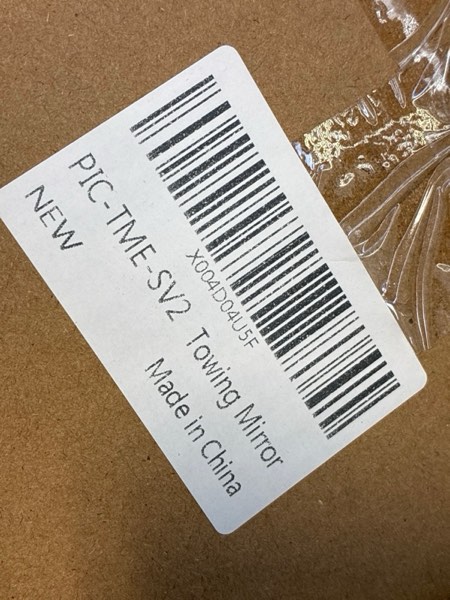 X004D04U5F
PIC-TME-SV2 Towing Mirror
NEW Made in China